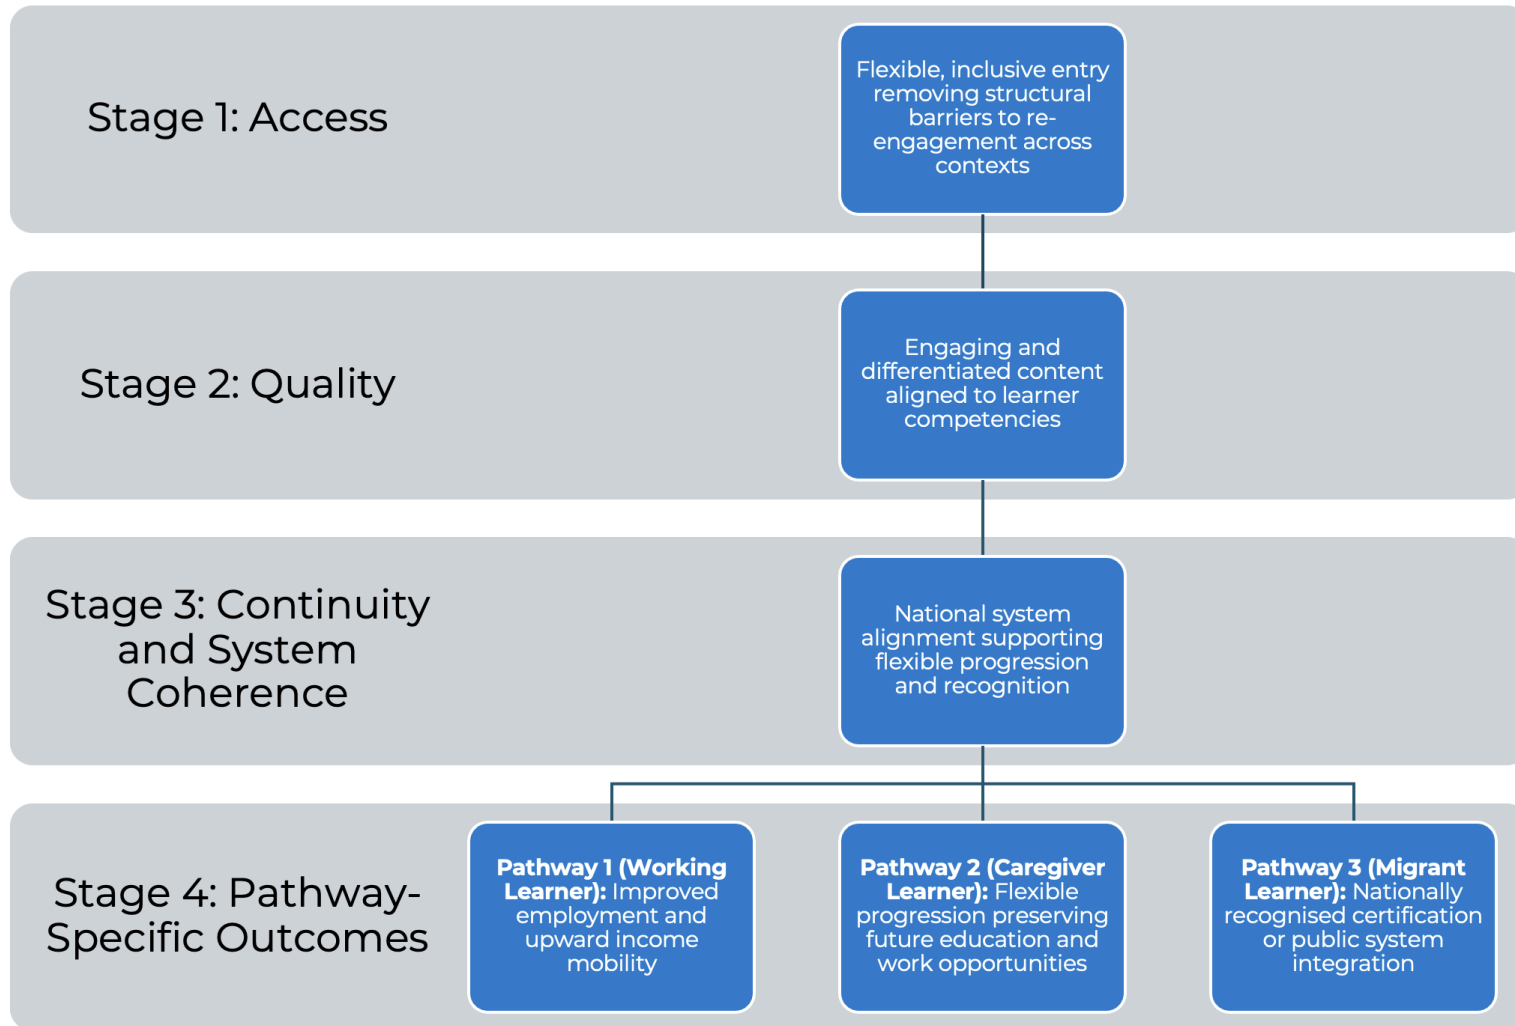 Stage 1: Access
Flexible, inclusive entry
removing structural
barriers to re-
engagement across
contexts
Stage 2: Quality
Engaging and
differentiated content
aligned to learner
competencies
Stage 3: Continuity
and System
Coherence
National system
alignment supporting
flexible progression
and recognition
Stage 4: Pathway-
Specific Outcomes
Pathway 1 (Working
Learner): Improved
employment and
upward income
mobility
Pathway 2 (Caregiver
Learner): Flexible
progression preserving
future education and
work opportunities
Pathway 3 (Migrant
Learner): Nationally
recognised certification
or public system
integration